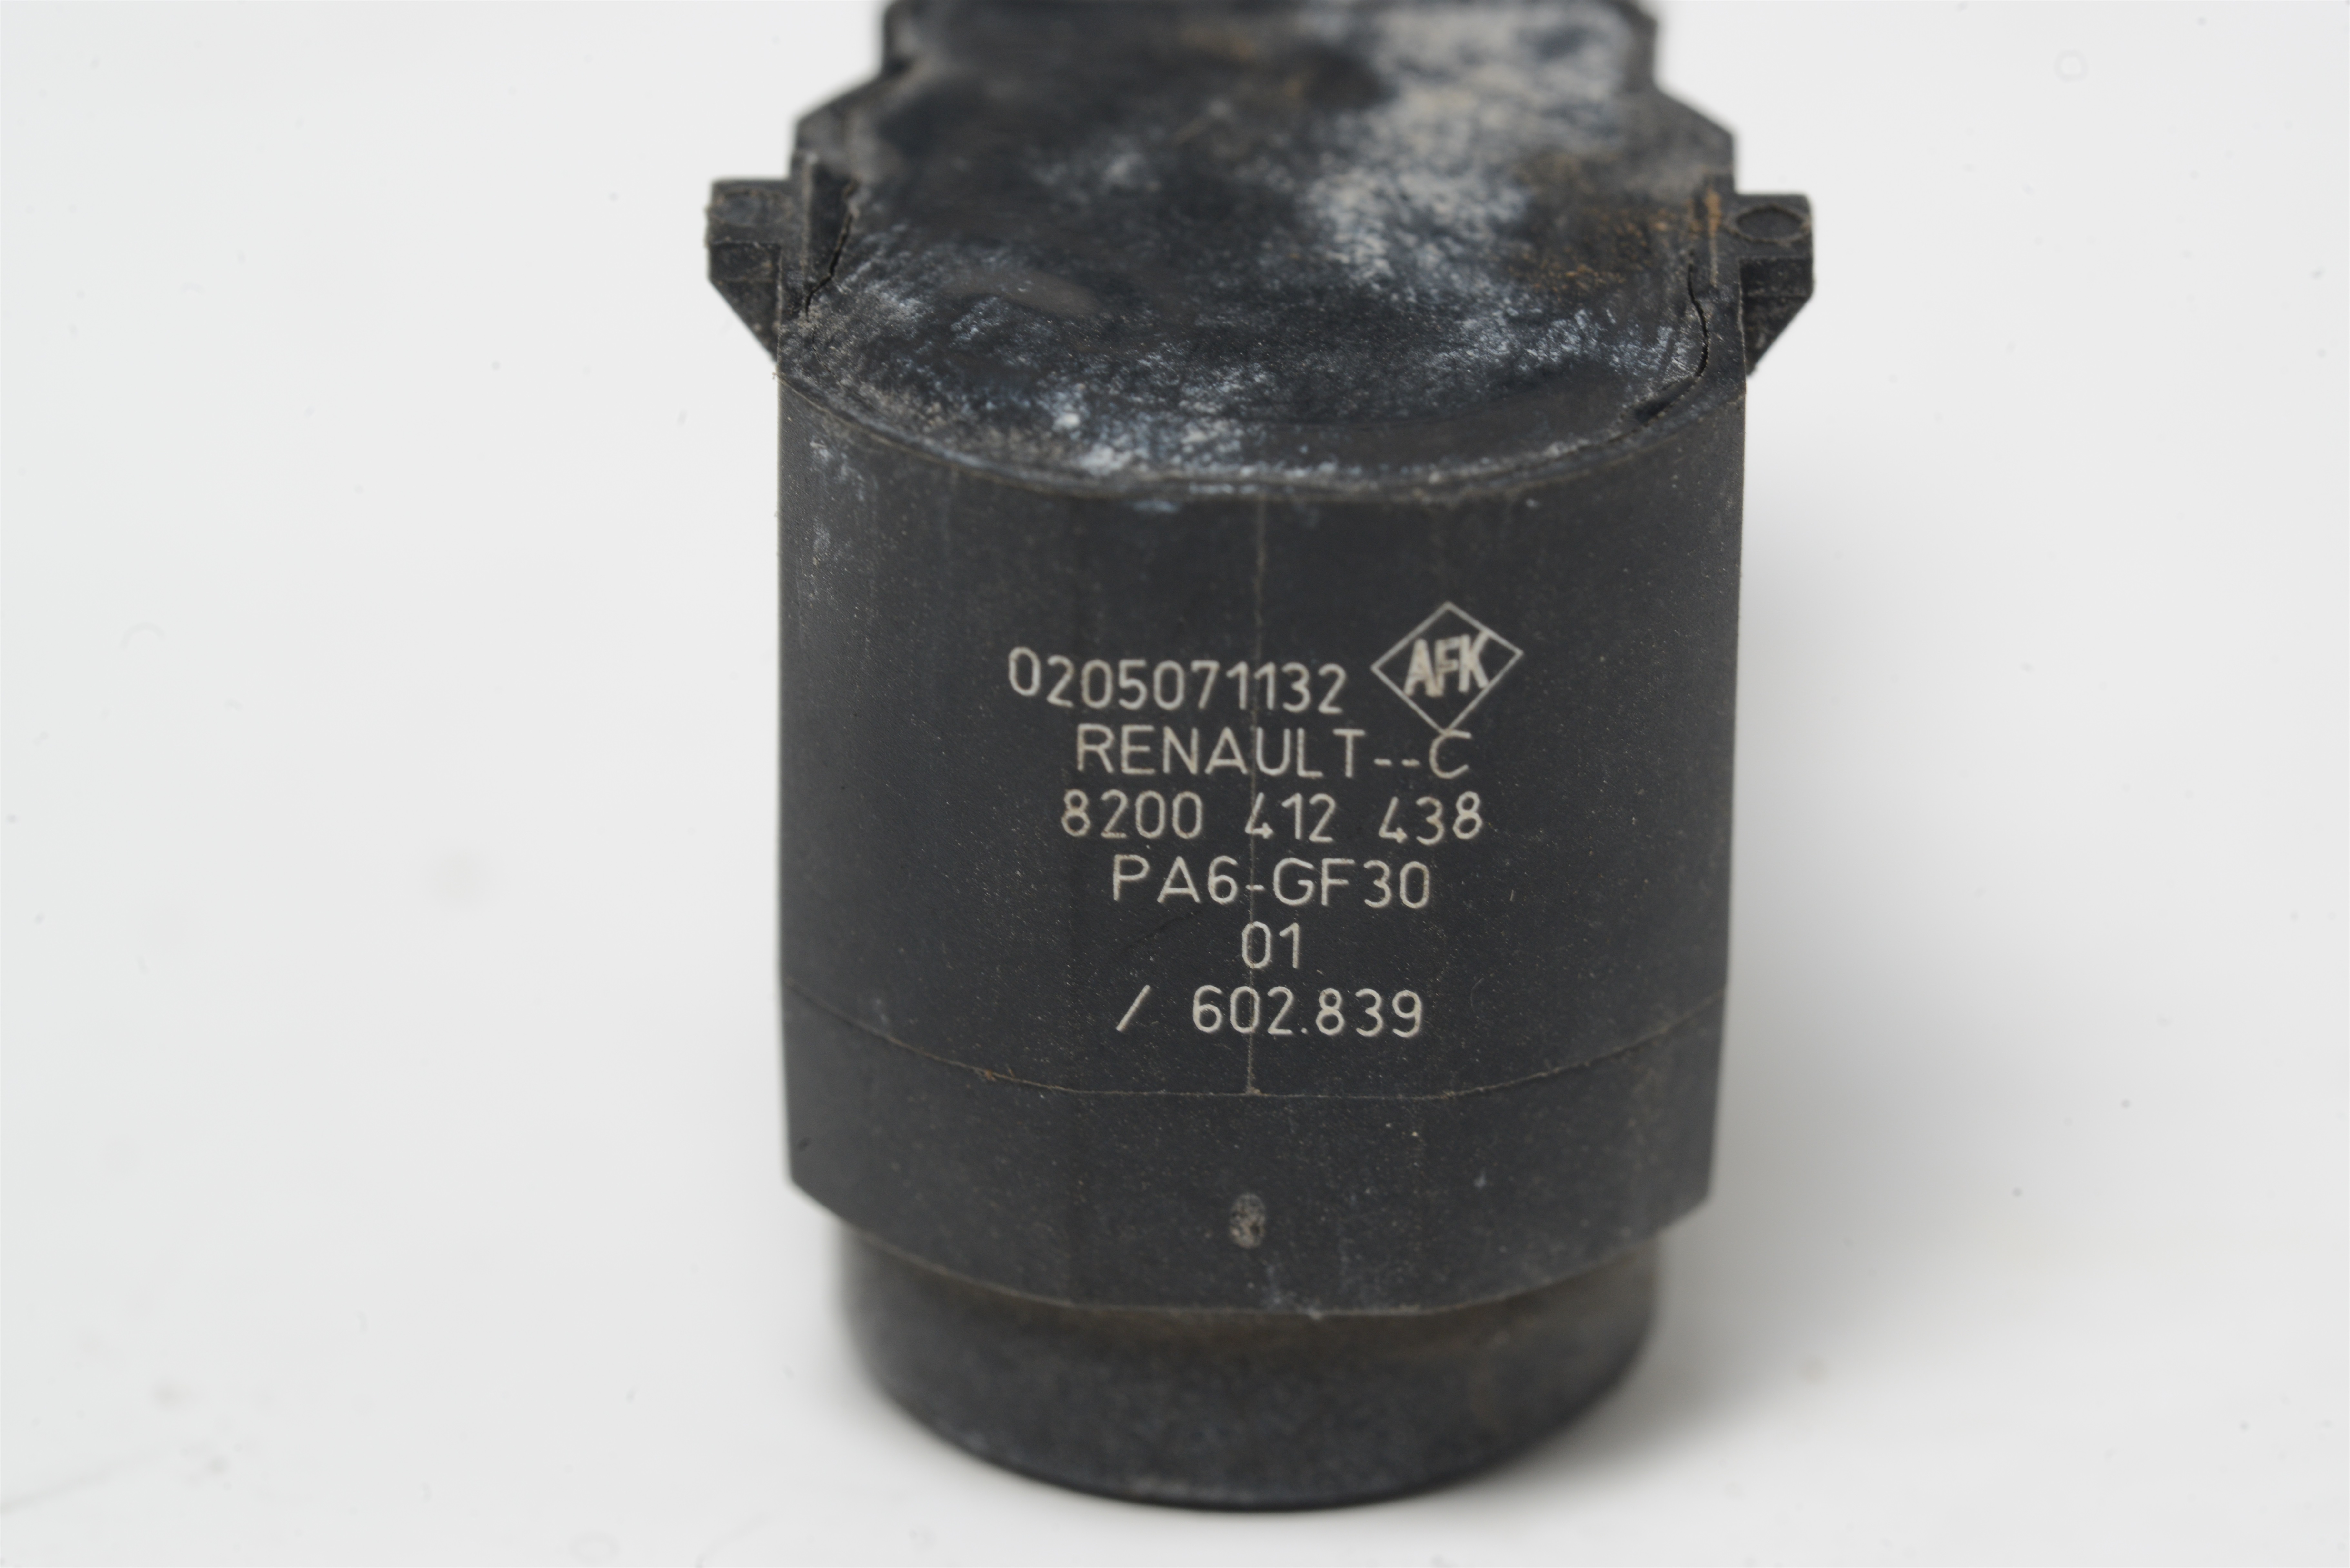 0205071132 AFK
RENAULT--C
8200 412 438
PA6-GF30
01
/ 602.839